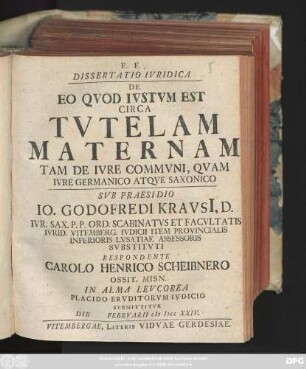 F. F.
DISSERTATIO IVRIDICA
DE
EO QVOD IVSTVM EST
CIRCA
TVTELAM
MATERNAM
TAM DE IVRE COMMVNI, QVAM
IVRE GERMANICO ATQVE SAXONICO
SVB PRAESIDIO
IO. GODOFREDI KRAVSI, D.
IVR. SAX. P. P. ORD. SCABINATVS ET FACVLTATIS
IVRID. VITEMBERG. IVDICII ITEM PROVINCIALIS
INFERIORIS LVSATIAE ASSESSORIS
SVBSTITVTI
RESPONDENTE
CAROLO HENRICO SCHEIBNERO
OSSIT. MISN.
IN ALMA LEVCOREA
PLACIDO ERVDITORVM IVDICIO
SVBMITTITVR
DIE FEBRVARII XXIV.
VITEMBERGAE, LITERIS VIDVAE GERDESIAE.